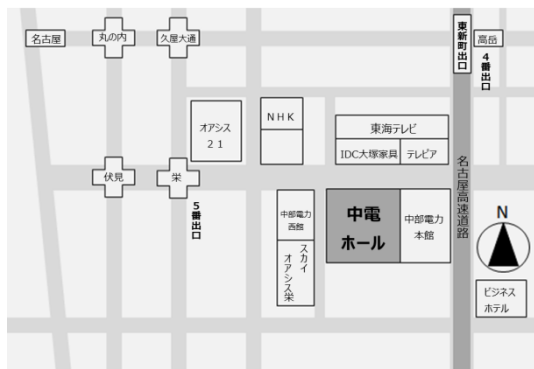 名古屋
丸の内
久屋大通
東新町出口
高岳
4番出口
オアシス
21
NHK
東海テレビ
IDC大塚家具
テレピア
伏見
栄
5番出口
中部電力
西館
スカイ
オアシス栄
中電
ホール
中部電力
本館
名古屋高速道路
N
ビジネス
ホテル